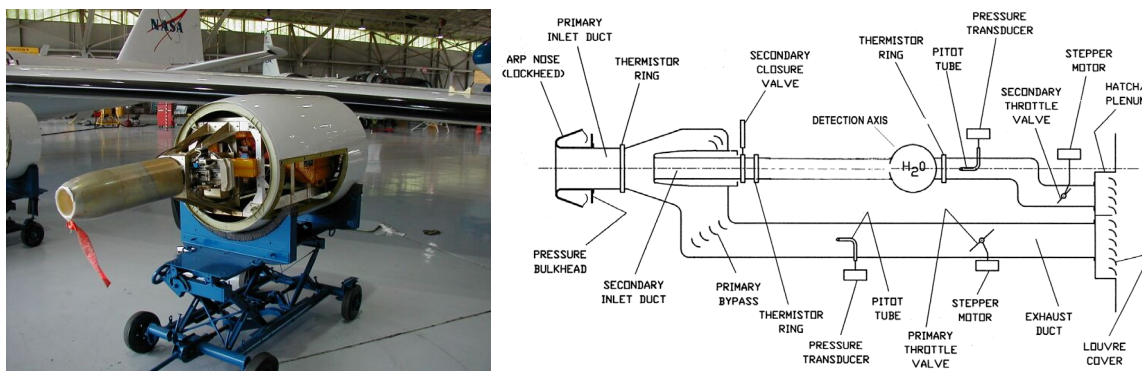 NASA
PRIMARY
INLET DUCT
ARP NOSE
(LOCKHEED)
THERMISTOR
RING
SECONDARY
CLOSURE
VALVE
THERMISTOR
RING
PITOT
TUBE
PRESSURE
TRANSDUCER
STEPPER
MOTOR
SECONDARY
THROTTLE
VALVE
HATCH
PLENUM
DETECTION AXIS
H2O
PRESSURE
BULKHEAD
SECONDARY
INLET DUCT
PRIMARY
BYPASS
THERMISTOR
RING
PRESSURE
TRANSDUCER
PITOT
TUBE
PRIMARY
THROTTLE
VALVE
STEPPER
MOTOR
EXHAUST
DUCT
LOUVRE
COVER